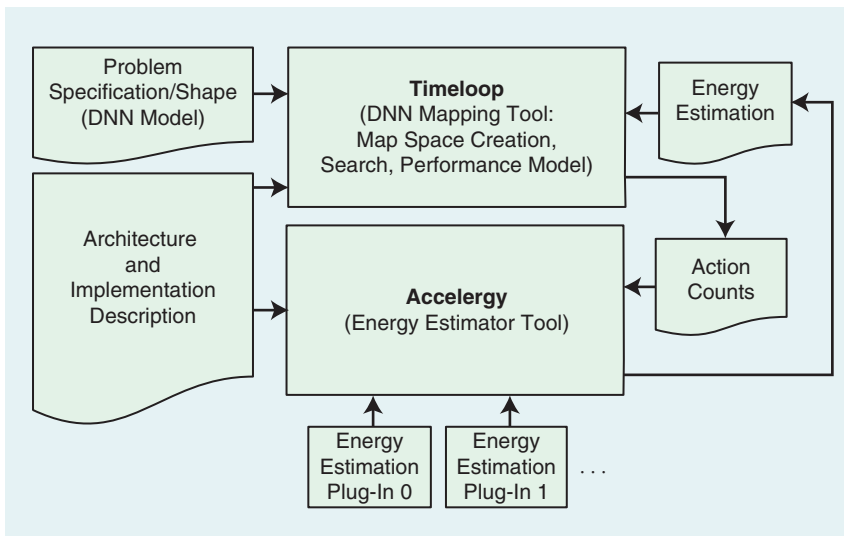 Problem
Specification/Shape
(DNN Model)
Timeloop
(DNN Mapping Tool:
Map Space Creation,
Search, Performance Model)
Energy
Estimation
Architecture
and
Implementation
Description
Accelergy
(Energy Estimator Tool)
Action
Counts
Energy
Estimation
Plug-In 0
Energy
Estimation
Plug-In 1
. . .